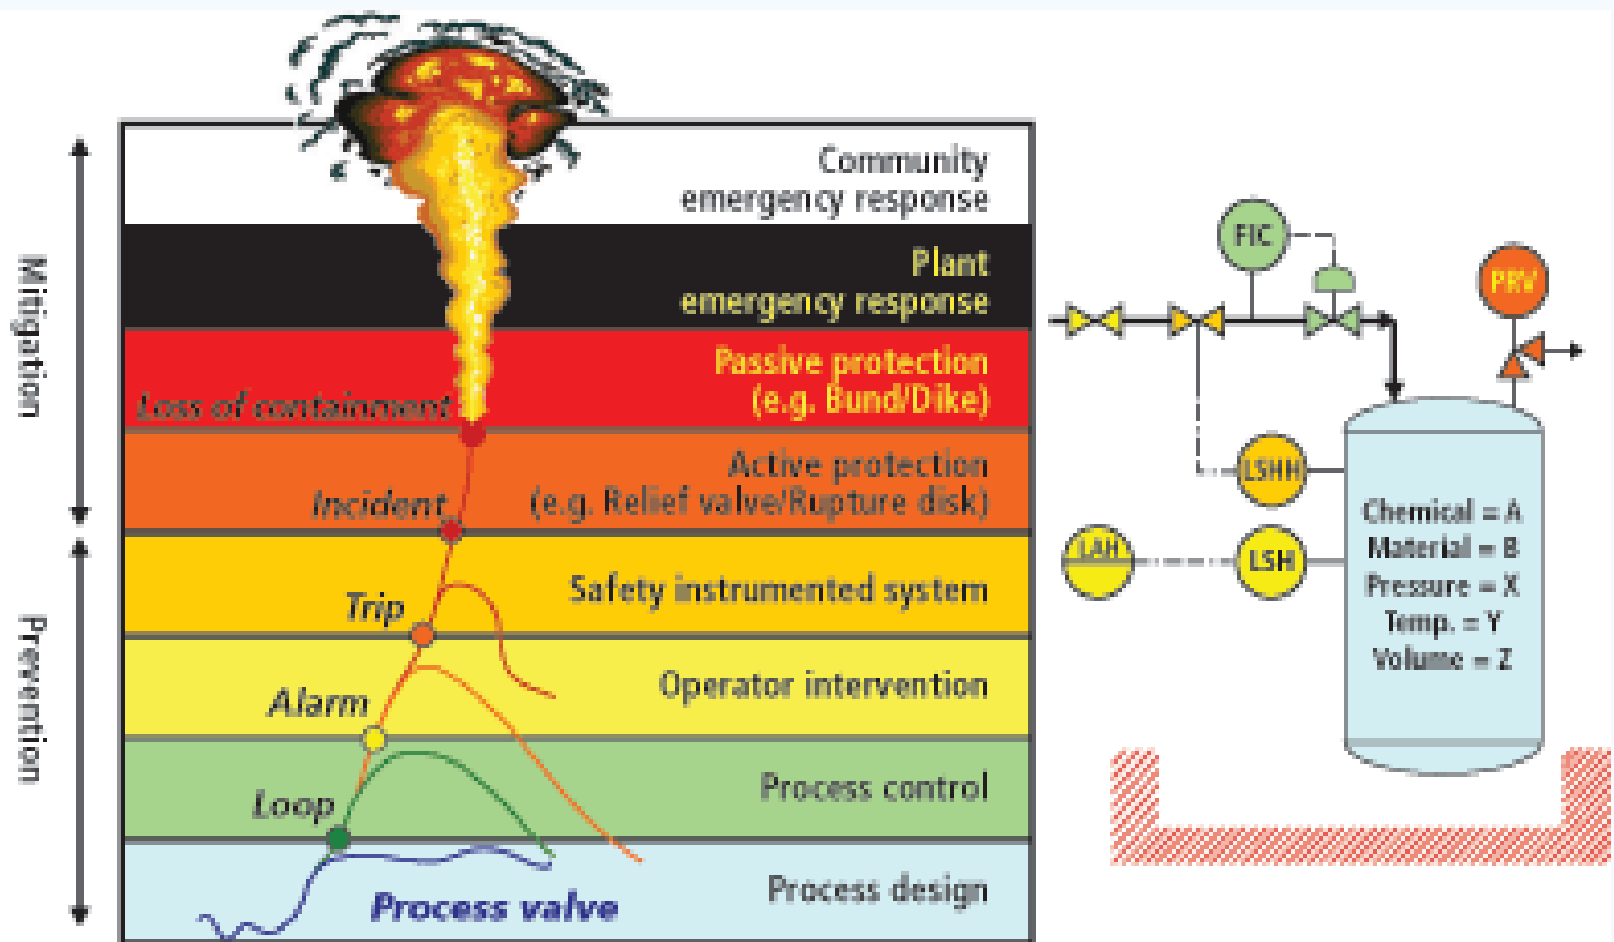 Community
emergency response
Plant
emergency response
Passive protection
(e.g. Bund/Dike)
Loss of containment
Active protection
(e.g. Relief valve/Rupture disk)
Incident
Safety instrumented system
Trip
Operator intervention
Alarm
Process control
Loop
Process design
Process valve
Mitigation
Prevention
FIC
PRV
LSHH
LAH
LSH
Chemical = A
Material = B
Pressure = X
Temp. = Y
Volume = Z